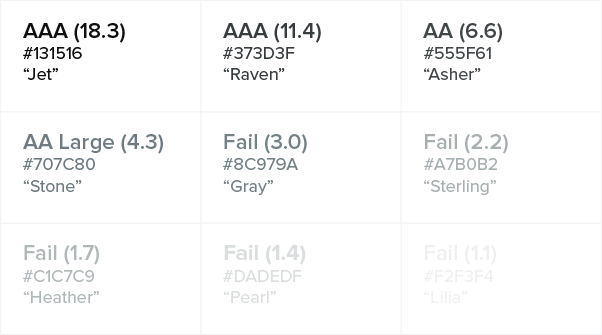 AAA (18.3)
#131516
“Jet”
AAA (11.4)
#373D3F
“Raven”
AA (6.6)
#555F61
“Asher”
AA Large (4.3)
#707C80
“Stone”
Fail (3.0)
#8C979A
“Gray”
Fail (2.2)
#A7B0B2
“Sterling”
Fail (1.7)
#C1C7C9
“Heather”
Fail (1.4)
#DADEDF
“Pearl”
Fail (1.1)
#F2F3F4
“Lilia”